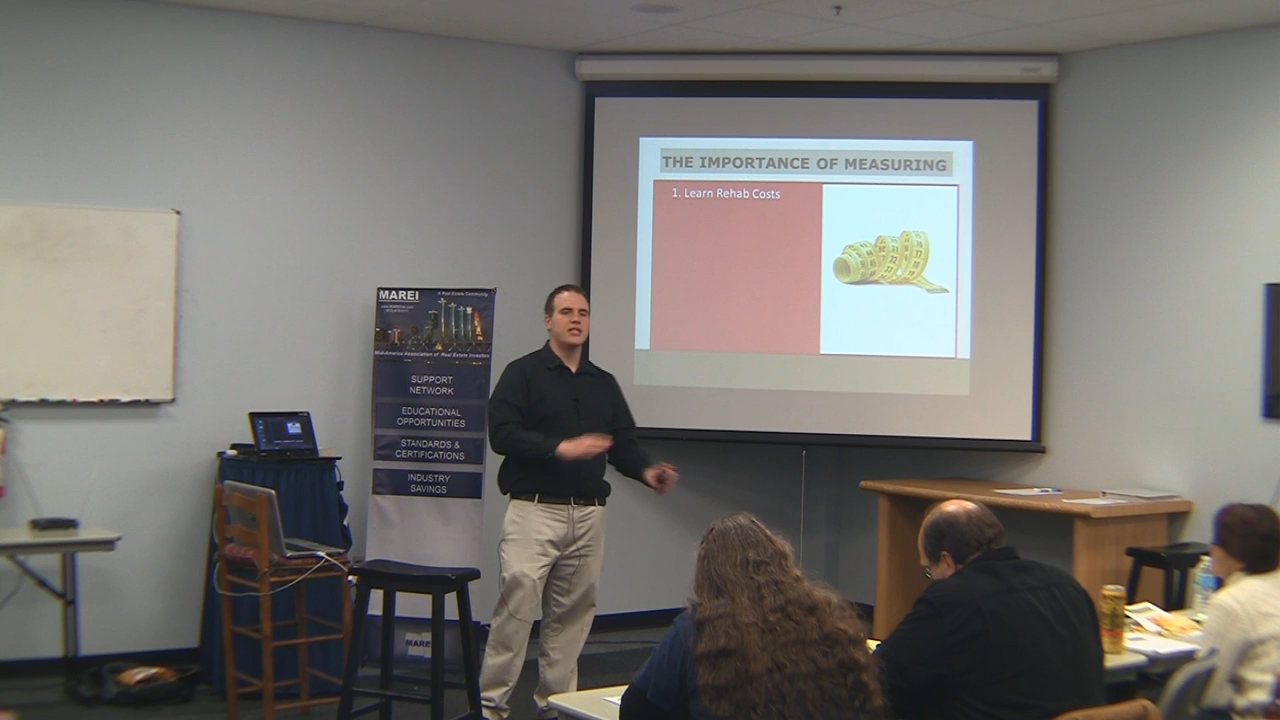 THE IMPORTANCE OF MEASURING
1. Learn Rehab Costs
MAREI
A Real Estate Community
Mid-America Association of Real Estate Investors
SUPPORT
NETWORK
EDUCATIONAL
OPPORTUNITIES
STANDARDS &
CERTIFICATIONS
INDUSTRY
SAVINGS
MAREI